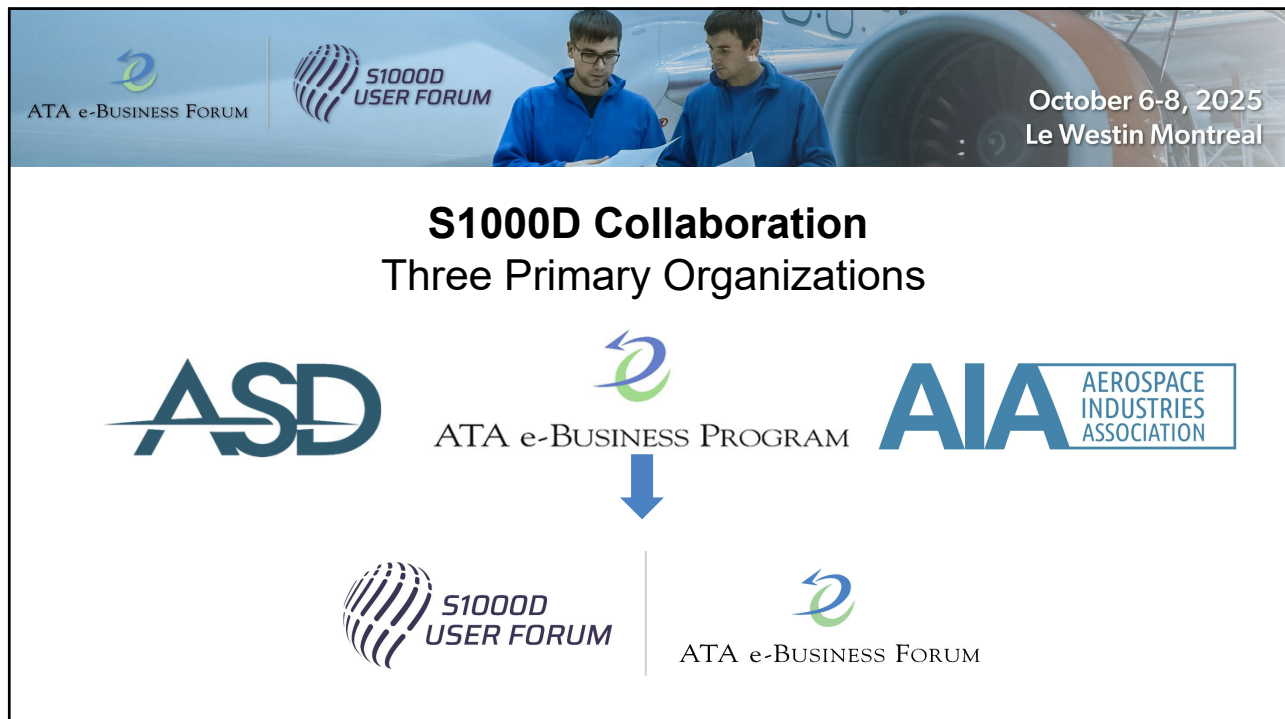 ATA e-Business Forum
S1000D
USER FORUM
October 6-8, 2025
Le Westin Montreal
S1000D Collaboration
Three Primary Organizations
ASD
ATA e-Business Program
AIA
AEROSPACE
INDUSTRIES
ASSOCIATION
S1000D
USER FORUM
ATA e-Business Forum